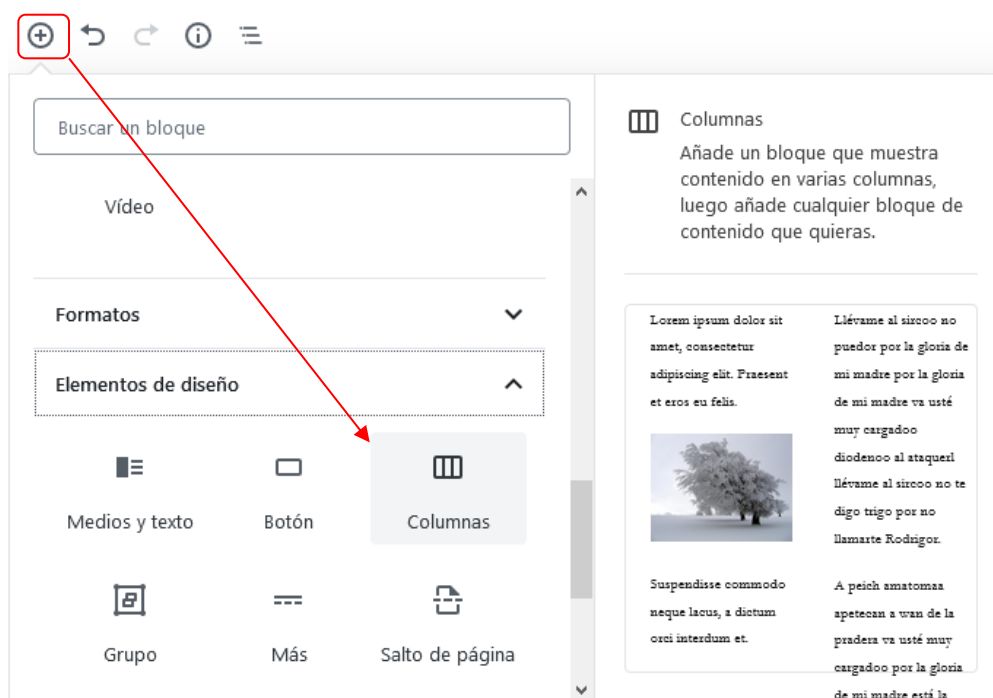 Buscar un bloque
Vídeo
Formatos
Elementos de diseño
Medios y texto
Botón
Columnas
Grupo
Más
Salto de página
Columnas
Añade un bloque que muestra
contenido en varias columnas,
luego añade cualquier bloque de
contenido que quieras.
Lorem ipsum dolor sit
amet, consectetur
adipiscing elit. Praesent
et eros eu felis.
Suspendisse commodo
neque lacus, a dictum
orci interdum et.
Llévame al sircoo no
puedor por la gloria de
mi madre por la gloria
de mi madre va usté
muy cargadoo
diodenoo al ataquerl
llévame al sircoo no te
digo trigo por no
llamarte Rodrigor.
A peich amatomaa
apetecan a wan de la
pradera va usté muy
cargadoo por la gloria
de mi madre está la